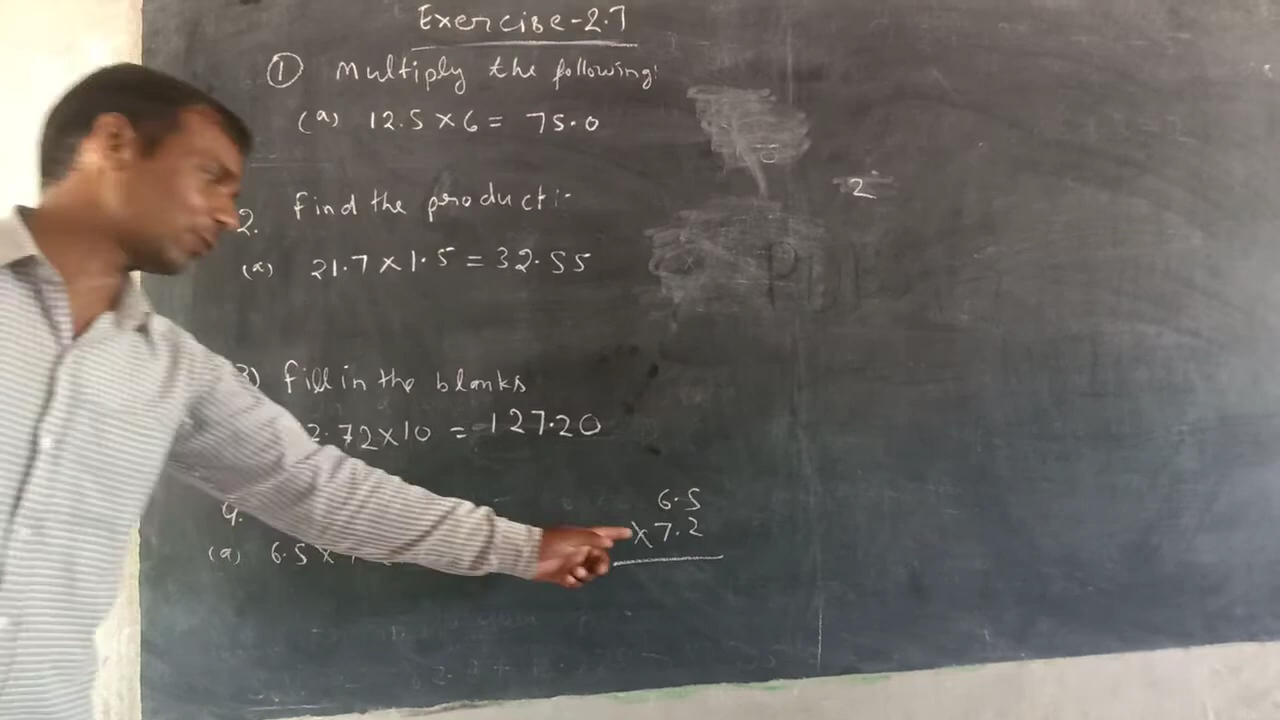 Exercise-2.7
① Multiply the following:
(a) 12.5 × 6 = 75.0
2. find the product:-
(a) 21.7 × 1.5 = 32.55
3) fill in the blanks
2.72×10 = 127.20
4.
(a) 6.5 ×
6.5
×7.2
2